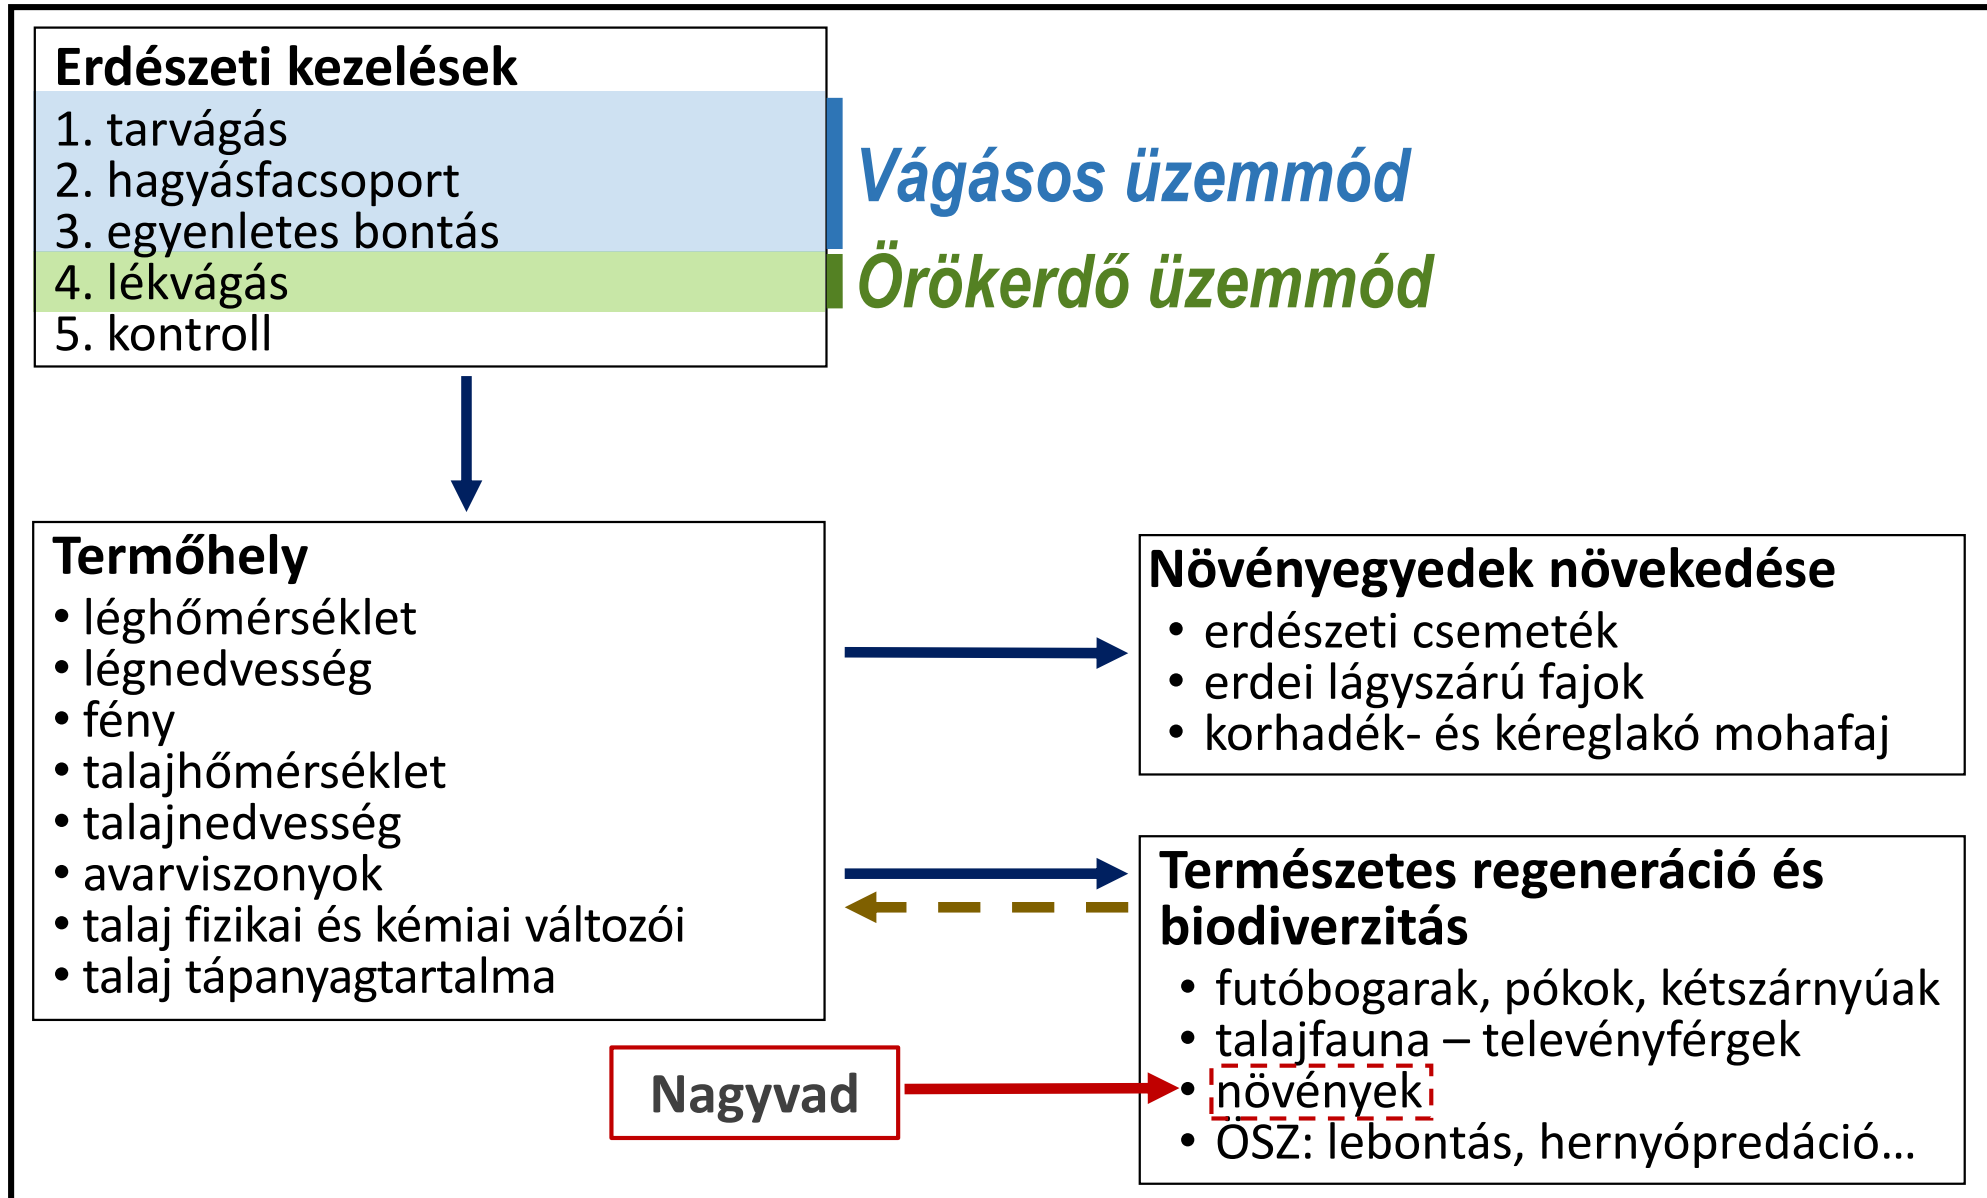 Erdészeti kezelések
1. tarvágás
2. hagyásfacsoport
3. egyenletes bontás
4. lékvágás
5. kontroll
Vágásos üzemmód
Örökerdő üzemmód
Termőhely
• léghőmérséklet
• légnedvesség
• fény
• talajhőmérséklet
• talajnedvesség
• avarviszonyok
• talaj fizikai és kémiai változói
• talaj tápanyagtartalma
Növényegyedek növekedése
• erdészeti csemeték
• erdei lágyszárú fajok
• korhadék- és kéreglakó mohafaj
Természetes regeneráció és
biodiverzitás
• futóbogarak, pókok, kétszárnyúak
• talajfauna – televényférgek
• növények
• ÖSZ: lebontás, hernyópredáció...
Nagyvad